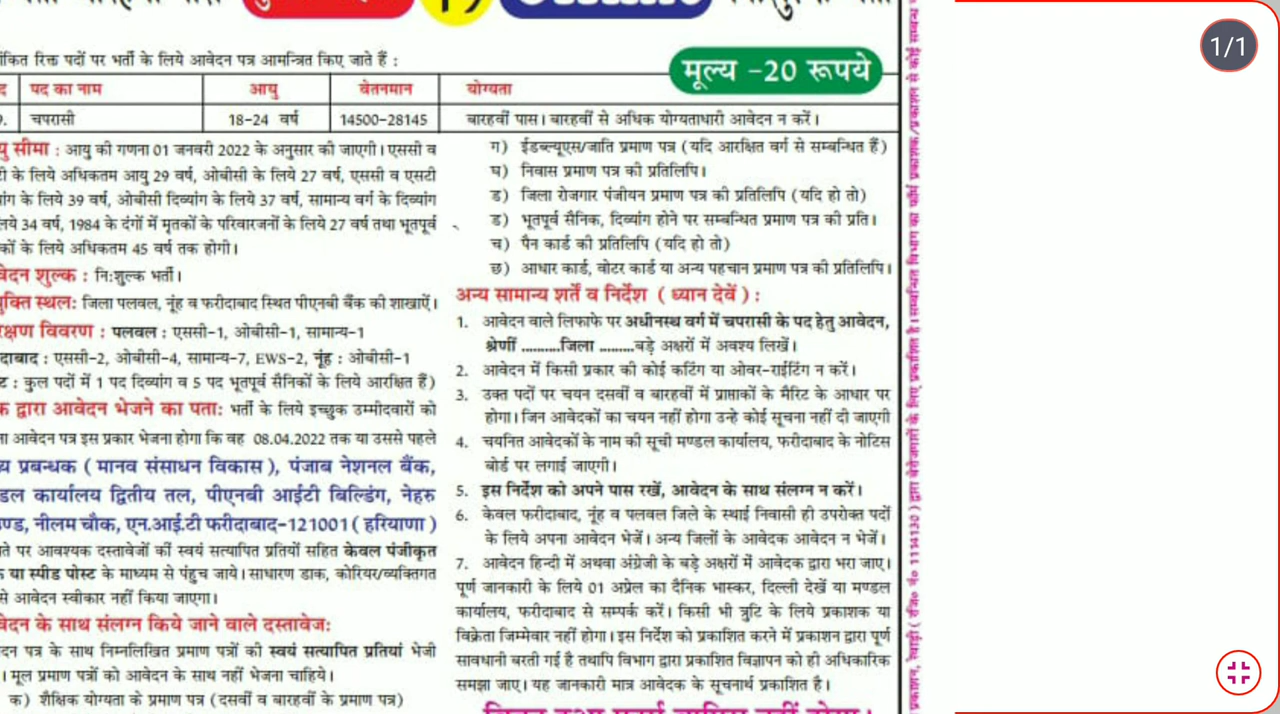 मूल्य -20 रूपये
रिक्त पदों पर भर्ती के लिये आवेदन पत्र आमन्त्रित किए जाते हैं :
पद का नाम आयु वेतनमान योग्यता
चपरासी 18-24 वर्ष 14500-28145 बारहवीं पास। बारहवीं से अधिक योग्यताधारी आवेदन न करें।
सीमा : आयु की गणना 01 जनवरी 2022 के अनुसार की जाएगी। एससी व
के लिये अधिकतम आयु 29 वर्ष, ओबीसी के लिये 27 वर्ष, एससी व एसटी
के लिये 39 वर्ष, ओबीसी दिव्यांग के लिये 37 वर्ष, सामान्य वर्ग के दिव्यांग
34 वर्ष, 1984 के दंगों में मृतकों के परिवारजनों के लिये 27 वर्ष तथा भूतपूर्व
के लिये अधिकतम 45 वर्ष तक होगी।
शुल्क : नि:शुल्क भर्ती।
स्थल: जिला पलवल, नूंह व फरीदाबाद स्थित पीएनबी बैंक की शाखाऐं।
विवरण : पलवल : एससी-1, ओबीसी-1, सामान्य-1
: एससी-2, ओबीसी-4, सामान्य-7, EWS-2, नूंह : ओबीसी-1
: कुल पदों में 1 पद दिव्यांग व 5 पद भूतपूर्व सैनिकों के लिये आरक्षित हैं)
द्वारा आवेदन भेजने का पता: भर्ती के लिए इच्छुक उम्मीदवारों को
आवेदन पत्र इस प्रकार भेजना होगा कि वह 08.04.2022 तक या उससे पहले
प्रबन्धक ( मानव संसाधन विकास ), पंजाब नेशनल बैंक,
कार्यालय द्वितीय तल, पीएनबी आईटी बिल्डिंग, नेहरु
नीलम चौक, एन.आई.टी फरीदाबाद-121001 ( हरियाणा )
पर आवश्यक दस्तावेजों की स्वयं सत्यापित प्रतियों सहित केवल पंजीकृत
या स्पीड पोस्ट के माध्यम से पंहुच जाये। साधारण डाक, कोरियर/व्यक्तिगत
से आवेदन स्वीकार नहीं किया जाएगा।
के साथ संलग्न किये जाने वाले दस्तावेज:
पत्र के साथ निम्नलिखित प्रमाण पत्रों की स्वयं सत्यापित प्रतियां भेजी
। मूल प्रमाण पत्रों को आवेदन के साथ नहीं भेजना चाहिये।
क) शैक्षिक योग्यता के प्रमाण पत्र (दसवीं व बारहवीं के प्रमाण पत्र)
ग) ईडब्ल्यूएस/जाति प्रमाण पत्र (यदि आरक्षित वर्ग से सम्बन्धित हैं)
घ) निवास प्रमाण पत्र की प्रतिलिपि।
ड) जिला रोजगार पंजीयन प्रमाण पत्र की प्रतिलिपि (यदि हो तो)
ड) भूतपूर्व सैनिक, दिव्यांग होने पर सम्बन्धित प्रमाण पत्र की प्रति।
च) पैन कार्ड की प्रतिलिपि (यदि हो तो)
छ) आधार कार्ड, वोटर कार्ड या अन्य पहचान प्रमाण पत्र की प्रतिलिपि।
अन्य सामान्य शर्तें व निर्देश ( ध्यान देवें ) :
1. आवेदन वाले लिफाफे पर अधीनस्थ वर्ग में चपरासी के पद हेतु आवेदन,
श्रेणीं ...........जिला ..........बड़े अक्षरों में अवश्य लिखें।
2. आवेदन में किसी प्रकार की कोई कटिंग या ओवर-राईटिंग न करें।
3. उक्त पदों पर चयन दसवीं व बारहवीं में प्राप्तांकों के मैरिट के आधार पर
होगा। जिन आवेदकों का चयन नहीं होगा उन्हे कोई सूचना नहीं दी जाएगी
4. चयनित आवेदकों के नाम की सूची मण्डल कार्यालय, फरीदाबाद के नोटिस
बोर्ड पर लगाई जाएगी।
5. इस निर्देश को अपने पास रखें, आवेदन के साथ संलग्न न करें।
6. केवल फरीदाबाद, नूंह व पलवल जिले के स्थाई निवासी ही उपरोक्त पदों
के लिये अपना आवेदन भेजें। अन्य जिलों के आवेदक आवेदन न भेजें।
7. आवेदन हिन्दी में अथवा अंग्रेजी के बड़े अक्षरों में आवेदक द्वारा भरा जाए।
पूर्ण जानकारी के लिये 01 अप्रेल का दैनिक भास्कर, दिल्ली देखें या मण्डल
कार्यालय, फरीदाबाद से सम्पर्क करें। किसी भी त्रुटि के लिये प्रकाशक या
विक्रेता जिम्मेवार नहीं होगा। इस निर्देश को प्रकाशित करने में प्रकाशन द्वारा पूर्ण
सावधानी बरती गई है तथापि विभाग द्वारा प्रकाशित विज्ञापन को ही अधिकारिक
समझा जाए। यह जानकारी मात्र आवेदक के सूचनार्थ प्रकाशित है।
1/1